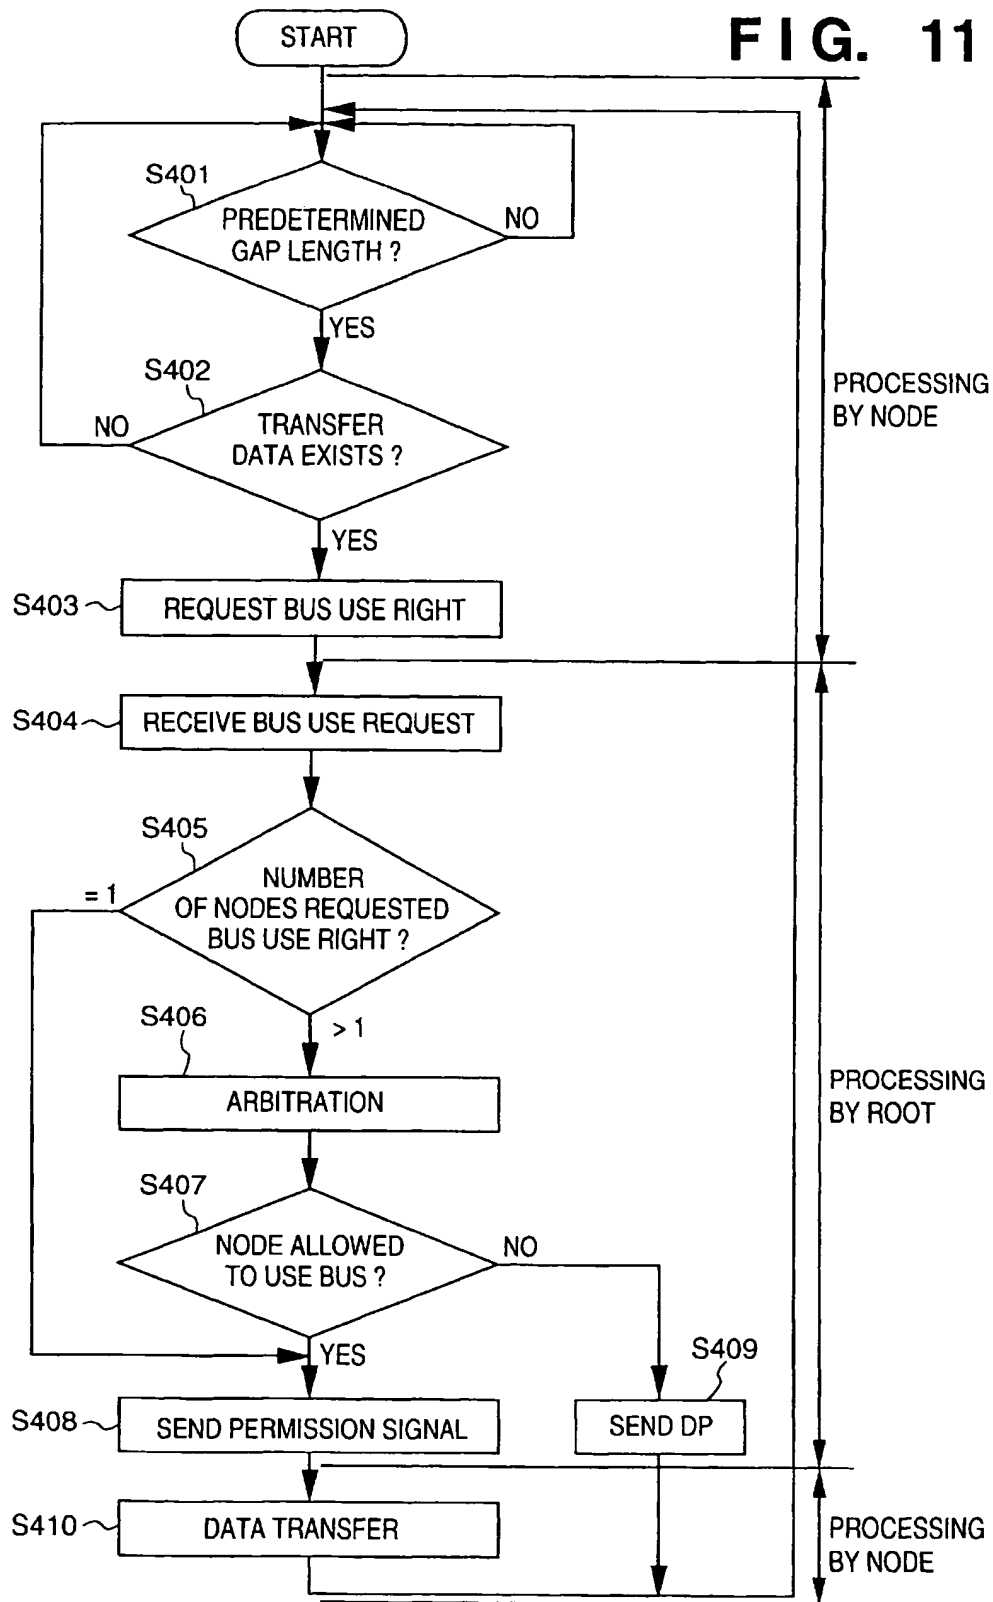 START
FIG. 11
S401
PREDETERMINED
GAP LENGTH ?
NO
YES
S402
TRANSFER
DATA EXISTS ?
NO
YES
PROCESSING
BY NODE
S403
REQUEST BUS USE RIGHT
S404
RECEIVE BUS USE REQUEST
S405
NUMBER
OF NODES REQUESTED
BUS USE RIGHT ?
= 1
> 1
S406
ARBITRATION
PROCESSING
BY ROOT
S407
NODE ALLOWED
TO USE BUS ?
NO
YES
S409
S408
SEND PERMISSION SIGNAL
SEND DP
S410
DATA TRANSFER
PROCESSING
BY NODE